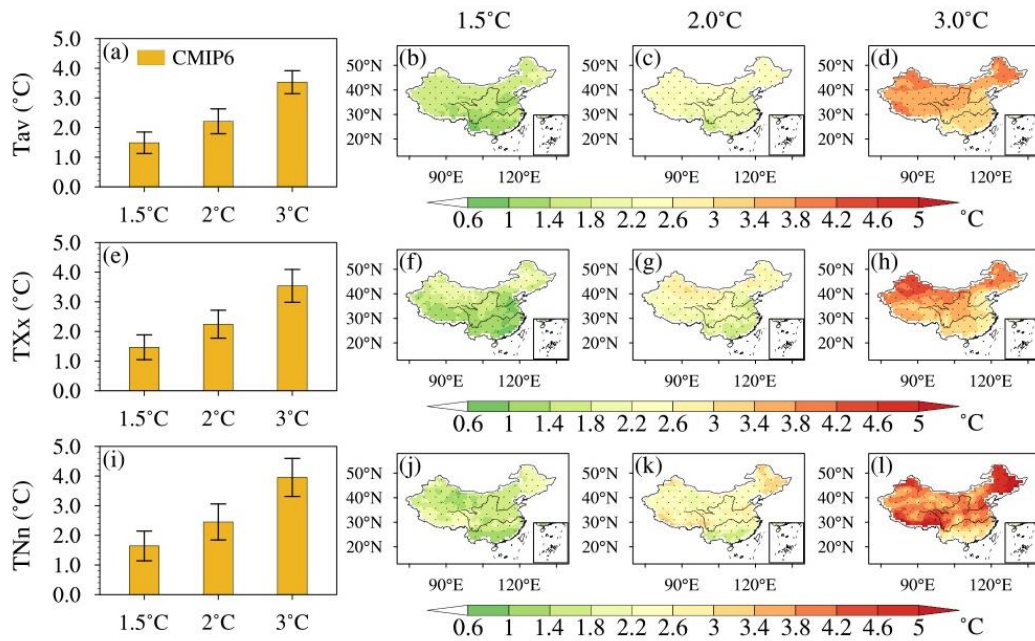 1.5°C 2.0°C 3.0°C
Tav (°C)
5.0
4.0
3.0
2.0
1.0
0.0
(a)
CMIP6
1.5°C 2°C 3°C
(b)
50°N
40°N
30°N
20°N
90°E 120°E
(c)
50°N
40°N
30°N
20°N
90°E 120°E
(d)
50°N
40°N
30°N
20°N
90°E 120°E
0.6 1 1.4 1.8 2.2 2.6 3 3.4 3.8 4.2 4.6 5 °C
TXx (°C)
5.0
4.0
3.0
2.0
1.0
0.0
(e)
1.5°C 2°C 3°C
(f)
50°N
40°N
30°N
20°N
90°E 120°E
(g)
50°N
40°N
30°N
20°N
90°E 120°E
(h)
50°N
40°N
30°N
20°N
90°E 120°E
0.6 1 1.4 1.8 2.2 2.6 3 3.4 3.8 4.2 4.6 5 °C
TNn (°C)
5.0
4.0
3.0
2.0
1.0
0.0
(i)
1.5°C 2°C 3°C
(j)
50°N
40°N
30°N
20°N
90°E 120°E
(k)
50°N
40°N
30°N
20°N
90°E 120°E
(l)
50°N
40°N
30°N
20°N
90°E 120°E
0.6 1 1.4 1.8 2.2 2.6 3 3.4 3.8 4.2 4.6 5 °C